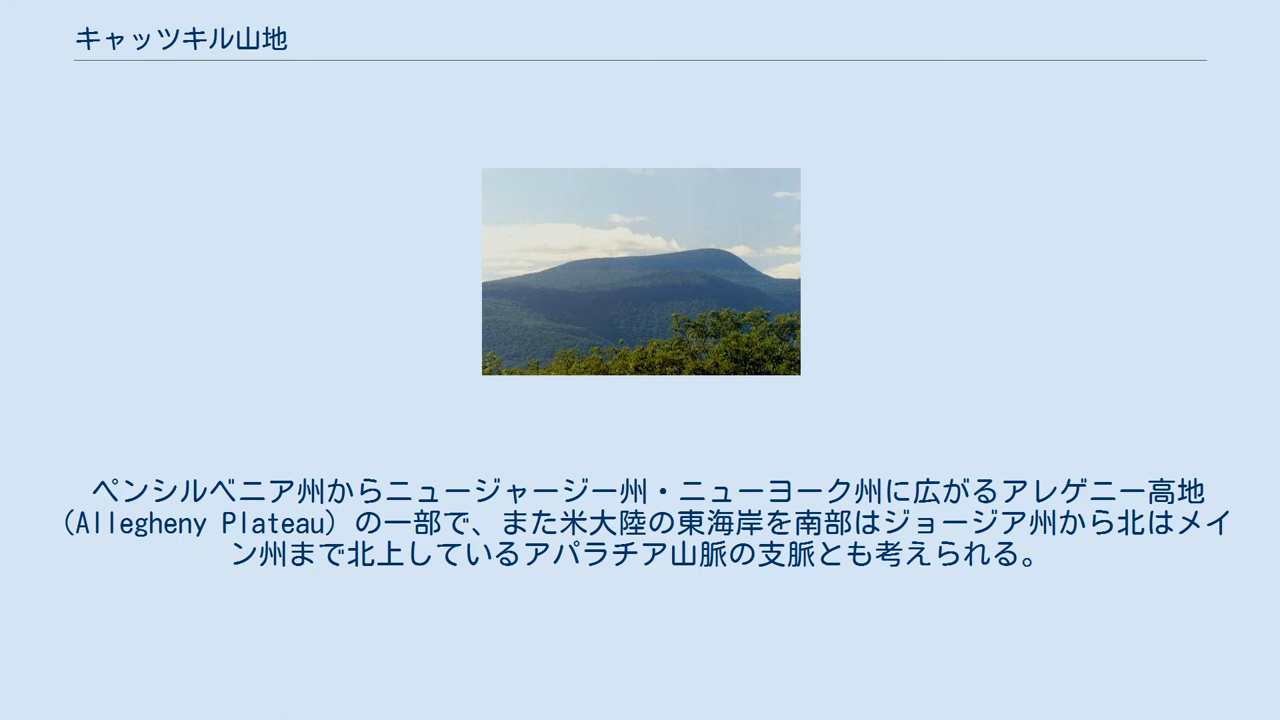 キャッツキル山地
ペンシルベニア州からニュージャージー州・ニューヨーク州に広がるアレゲニー高地
（Allegheny Plateau）の一部で、また米大陸の東海岸を南部はジョージア州から北はメイ
ン州まで北上しているアパラチア山脈の支脈とも考えられる。